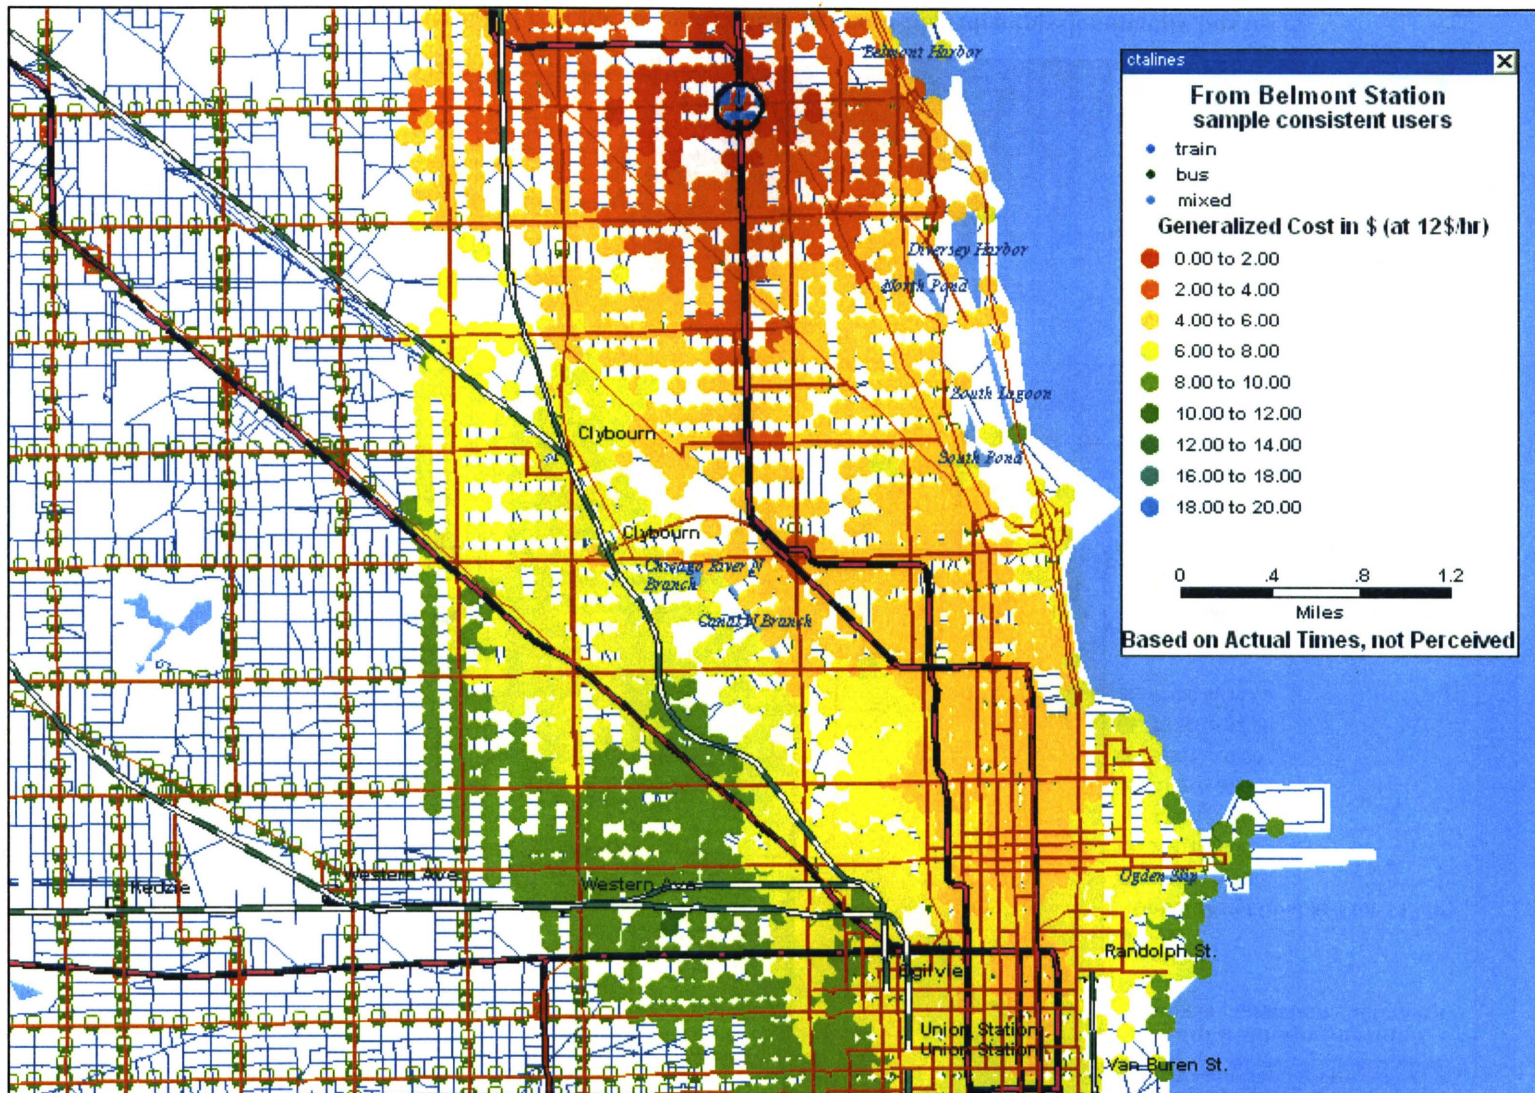 Belmont Harbor
Diversey Harbor
North Pond
South Lagoon
Clybourn
South Pond
Clybourn
Chicago River N
Branch
Canal N Branch
Kedzie
Western Ave
Western Ave
Ogden Slip
Randolph St.
Ogilvie
Union Station
Union Station
Van Buren St.
ctalines
From Belmont Station
sample consistent users
train
bus
mixed
Generalized Cost in $ (at 12$/hr)
0.00 to 2.00
2.00 to 4.00
4.00 to 6.00
6.00 to 8.00
8.00 to 10.00
10.00 to 12.00
12.00 to 14.00
16.00 to 18.00
18.00 to 20.00
0 .4 .8 1.2
Miles
Based on Actual Times, not Perceived